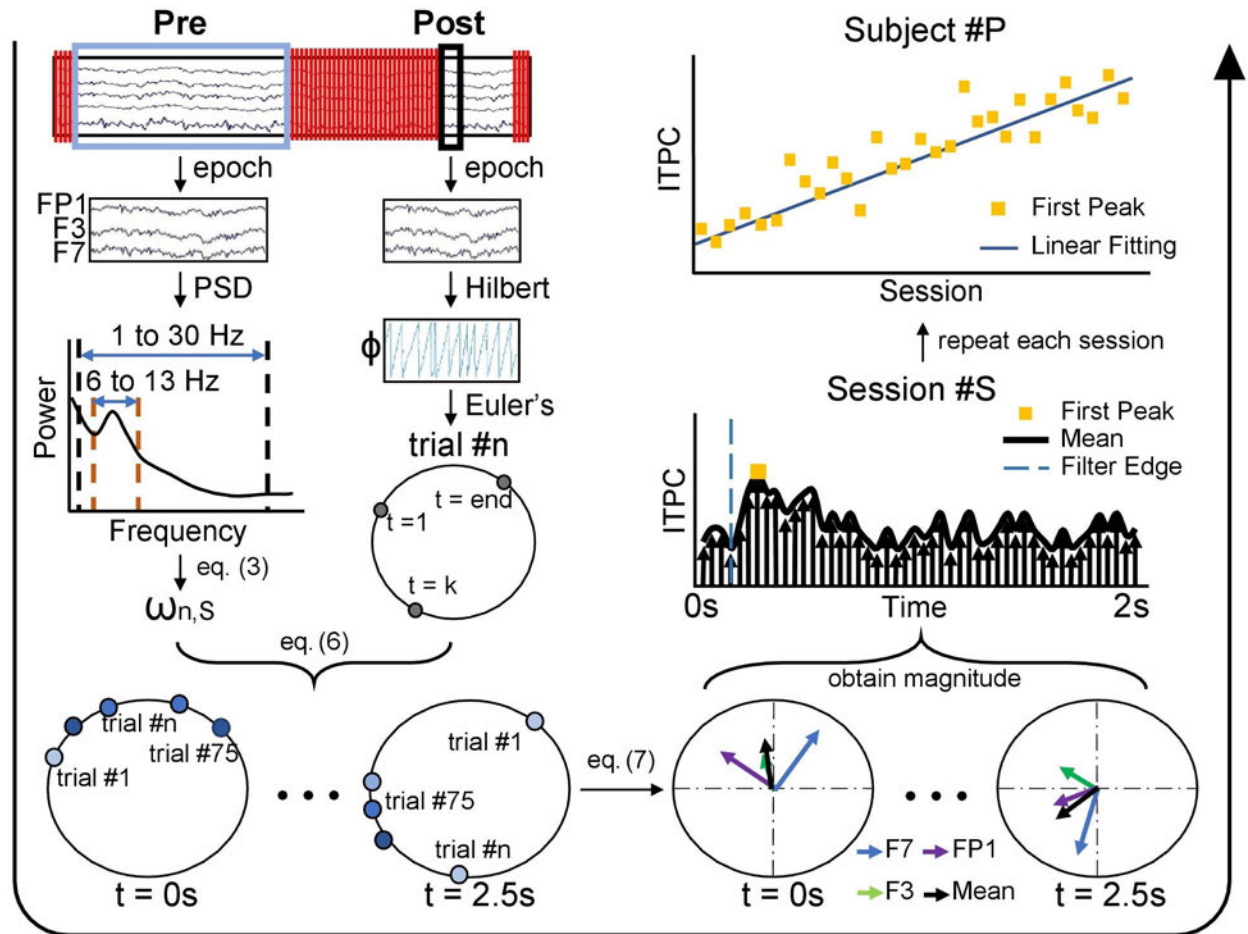 Pre
Post
epoch
epoch
FP1
F3
F7
PSD
Hilbert
1 to 30 Hz
6 to 13 Hz
Power
Frequency
ϕ
Euler's
trial #n
t = end
t =1
t = k
eq. (3)
ωn,S
eq. (6)
trial #n
trial #75
trial #1
t = 0s
• • •
trial #1
trial #75
trial #n
t = 2.5s
eq. (7)
Subject #P
ITPC
First Peak
Linear Fitting
Session
repeat each session
Session #S
First Peak
Mean
Filter Edge
ITPC
0s
Time
2s
obtain magnitude
• • •
F7
FP1
F3
Mean
t = 0s
t = 2.5s